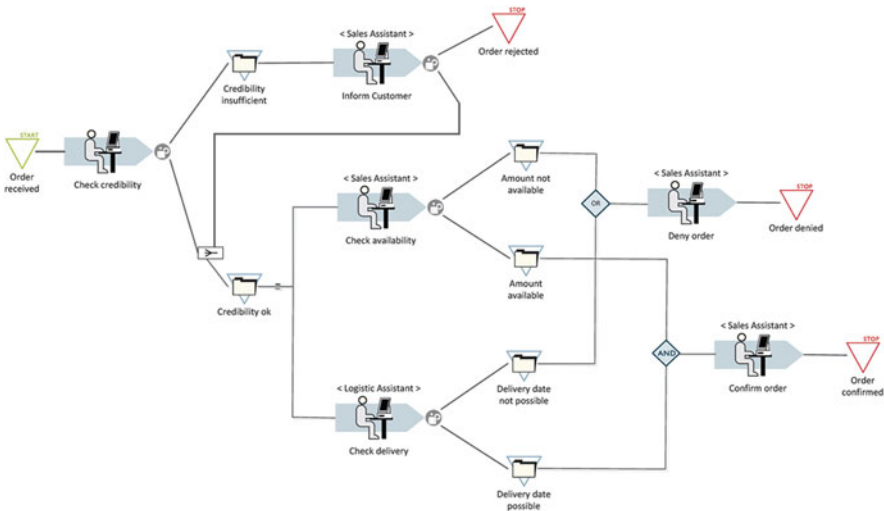 STOP
< Sales Assistant >
Order rejected
Credibility
insufficient
Inform Customer
START
Order
received
Check credibility
< Sales Assistant >
Amount not
available
< Sales Assistant >
STOP
OR
Check availability
Deny order
Order denied
Credibility ok
Amount
available
< Sales Assistant >
STOP
AND
< Logistic Assistant >
Delivery date
not possible
Confirm order
Order
confirmed
Check delivery
Delivery date
possible